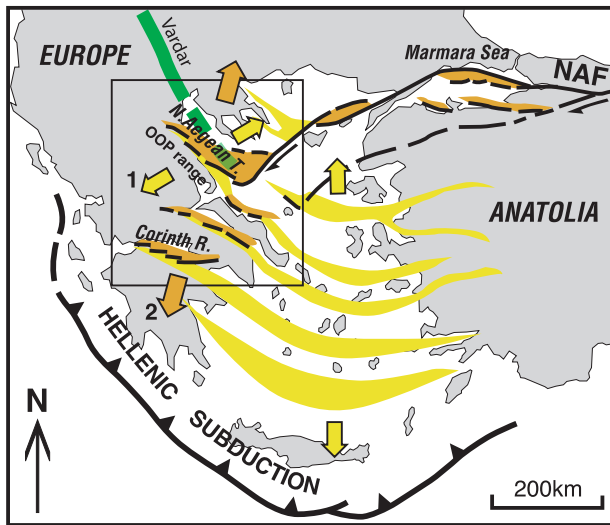 EUROPE
Vardar
Marmara Sea
NAF
N.Aegean T.
OOP range
1
ANATOLIA
Corinth R.
2
HELLENIC SUBDUCTION
N
200km